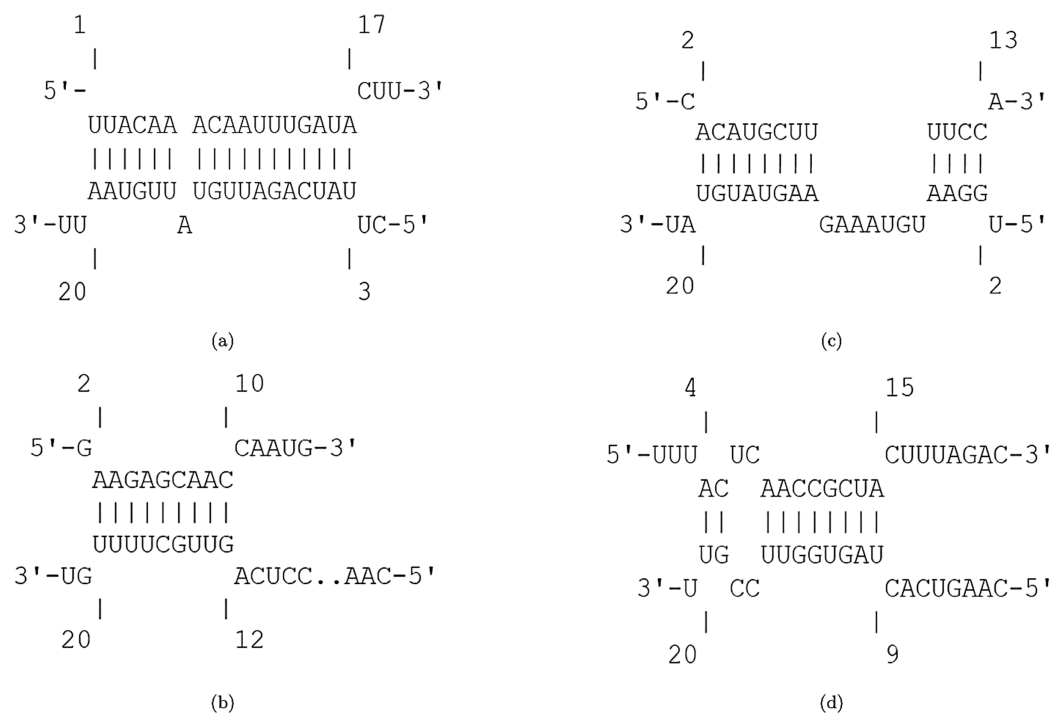 1 17
| |
5'- CUU-3'
UUACAA ACAAUUUGAUA
|||||| |||||||||||
AAUGUU UGUUAGACUAU
3'-UU A UC-5'
| |
20 3
(a)
2 13
| |
5'-C A-3'
ACAUGCUU UUCC
|||||||| ||||
UGUAUGAA AAGG
3'-UA GAAAUGU U-5'
| |
20 2
(c)
2 10
| |
5'-G CAAUG-3'
AAGAGCAAC
|||||||||
UUUUCGUUG
3'-UG ACUCC..AAC-5'
| |
20 12
(b)
4 15
| |
5'-UUU UC CUUUAGAC-3'
AC AACCGCUA
|| ||||||||
UG UUGGUGAU
3'-U CC CACUGAAC-5'
| |
20 9
(d)